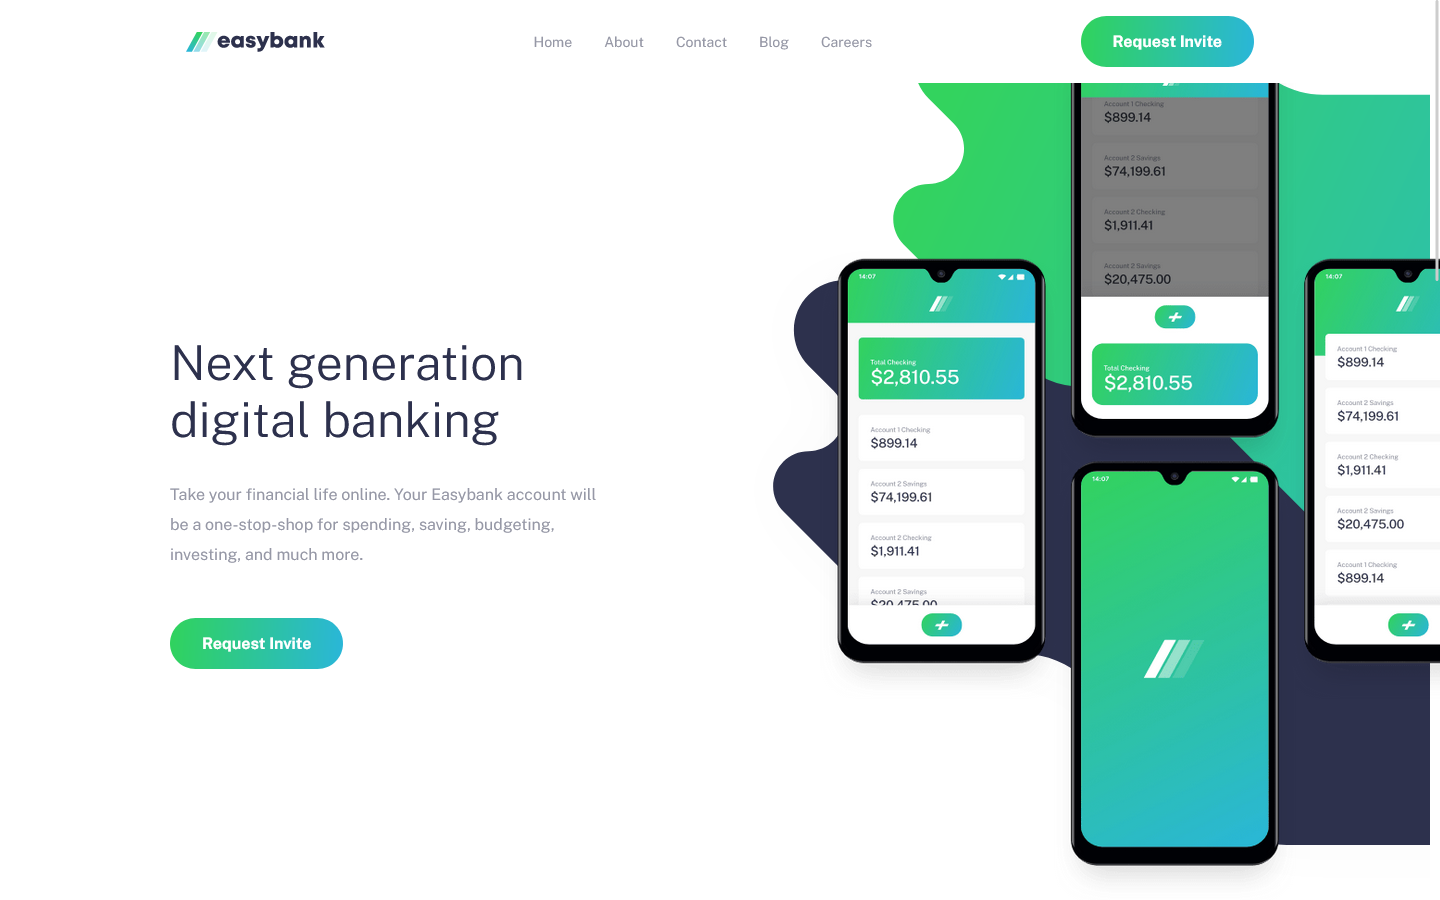 easybank
Home
About
Contact
Blog
Careers
Request Invite
Next generation
digital banking
Take your financial life online. Your Easybank account will
be a one-stop-shop for spending, saving, budgeting,
investing, and much more.
Request Invite
14:07
Total Checking
$2,810.55
Account 1 Checking
$899.14
Account 2 Savings
$74,199.61
Account 2 Checking
$1,911.41
Account 2 Savings
$20,475.00
Account 1 Checking
$899.14
Account 2 Savings
$74,199.61
Account 2 Checking
$1,911.41
Account 2 Savings
$20,475.00
Total Checking
$2,810.55
14:07
14:07
Account 1 Checking
$899.14
Account 2 Savings
$74,199.61
Account 2 Checking
$1,911.41
Account 2 Savings
$20,475.00
Account 1 Checking
$899.14